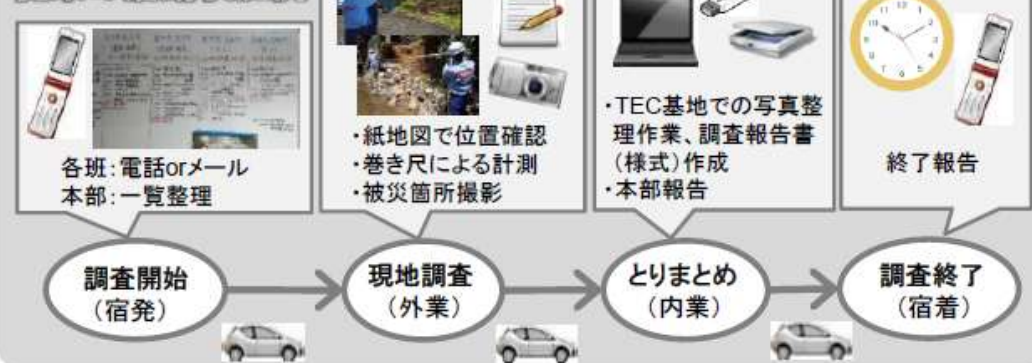 各班:電話orメール
本部:一覧整理
・紙地図で位置確認
・巻き尺による計測
・被災箇所撮影
・TEC基地での写真整
理作業、調査報告書
(様式)作成
・本部報告
終了報告
調査開始
(宿発)
現地調査
(外業)
とりまとめ
(内業)
調査終了
(宿着)